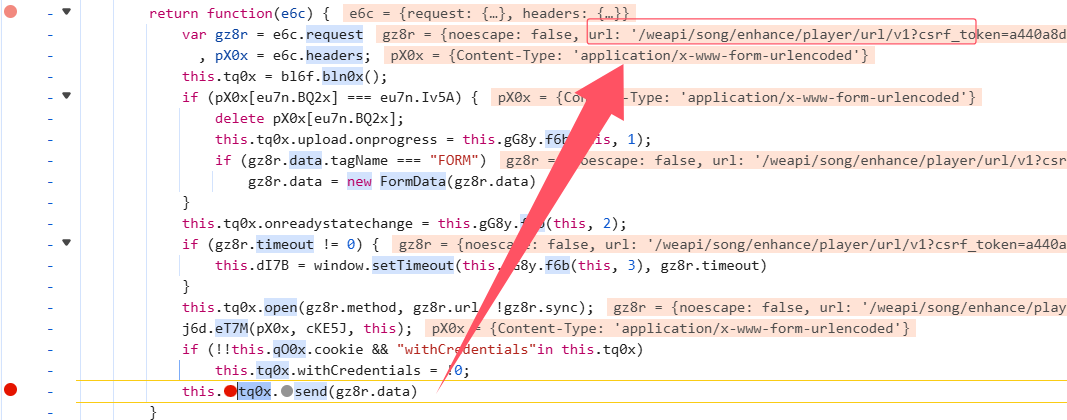 return function(e6c) { e6c = {request: {…}, headers: {…}}
var gz8r = e6c.request gz8r = {noescape: false, url: '/weapi/song/enhance/player/url/v1?csrf_token=a440a8d
, pX0x = e6c.headers; pX0x = {Content-Type: 'application/x-www-form-urlencoded'}
this.tq0x = bl6f.bln0x();
if (pX0x[eu7n.BQ2x] === eu7n.Iv5A) { pX0x = {Content-Type: 'application/x-www-form-urlencoded'}
delete pX0x[eu7n.BQ2x];
this.tq0x.upload.onprogress = this.gG8y.f6b( is, 1);
if (gz8r.data.tagName === "FORM") gz8r = oescape: false, url: '/weapi/song/enhance/player/url/v1?csr
gz8r.data = new FormData(gz8r.data)
}
this.tq0x.onreadystatechange = this.gG8y.f (this, 2);
if (gz8r.timeout != 0) { gz8r = {noescape: false, url: '/weapi/song/enhance/player/url/v1?csrf_token=a440a
this.dI7B = window.setTimeout(this. G8y.f6b(this, 3), gz8r.timeout)
}
this.tq0x.open(gz8r.method, gz8r.url !gz8r.sync); gz8r = {noescape: false, url: '/weapi/song/enhance/play
j6d.eT7M(pX0x, cKE5J, this); pX0x = {Content-Type: 'application/x-www-form-urlencoded'}
if (!!this.qO0x.cookie && "withCredentials"in this.tq0x)
this.tq0x.withCredentials = !0;
this.tq0x.send(gz8r.data)
}